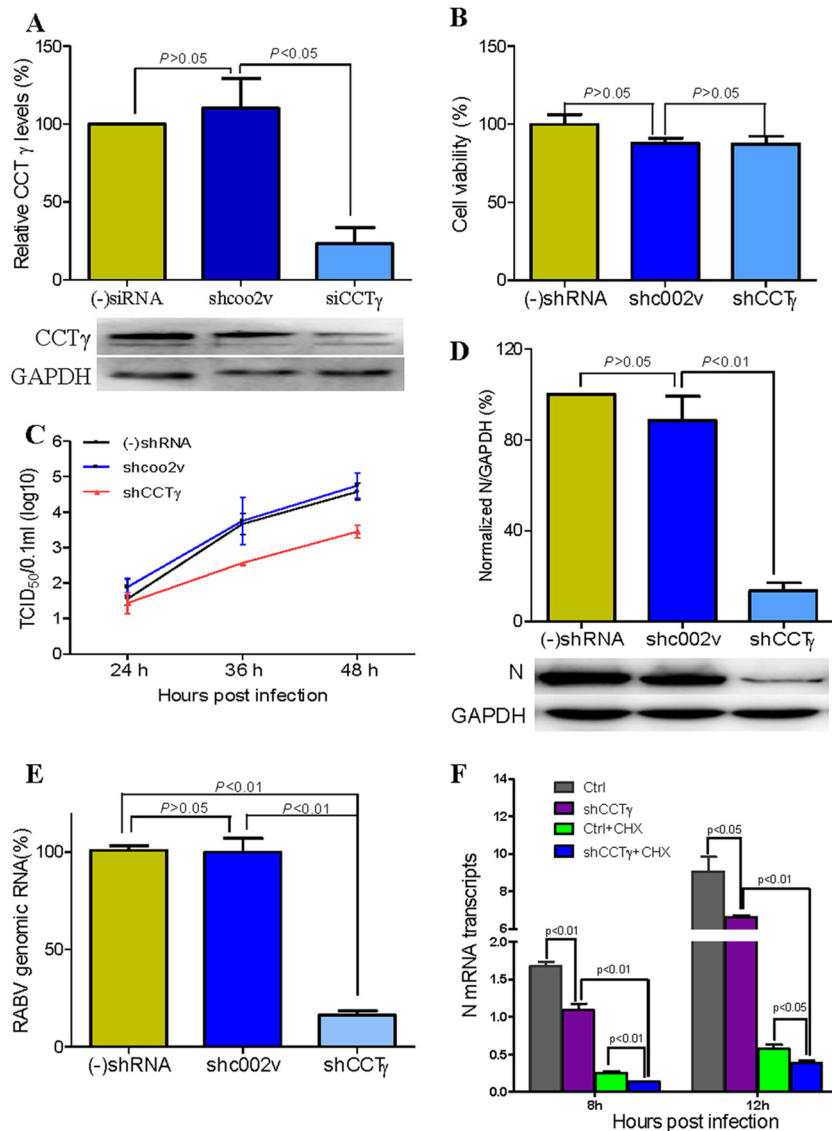 A
Relative CCT γ levels (%)
150
100
50
0
P>0.05
P<0.05
(-)siRNA shcoo2v siCCTγ
CCTγ
GAPDH
B
Cell viability (%)
150
100
50
0
P>0.05
P>0.05
(-)shRNA shc002v shCCTγ
C
(-)shRNA
shcoo2v
shCCTγ
TCID50/0.1ml (log10)
6
5
4
3
2
1
0
24 h 36 h 48 h
Hours post infection
D
Normalized N/GAPDH (%)
120
80
40
0
P>0.05
P<0.01
(-)shRNA shc002v shCCTγ
N
GAPDH
E
RABV genomic RNA(%)
100
50
0
P<0.01
P>0.05
P<0.01
(-)shRNA shc002v shCCTγ
F
Ctrl
shCCTγ
Ctrl+CHX
shCCTγ+CHX
N mRNA transcripts
14
12
10
8
6
2.0
1.5
1.0
0.5
0.0
p<0.01
p<0.01
p<0.01
p<0.05
p<0.01
p<0.05
8h 12h
Hours post infection